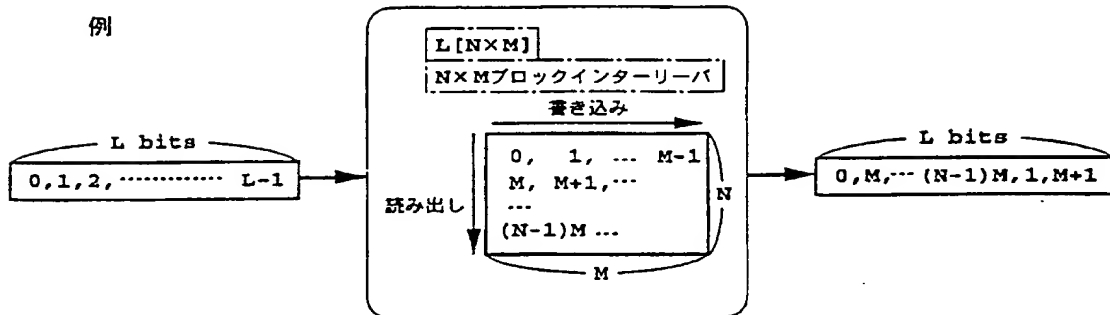 例
L[N×M]
N×Mブロックインターリーバ
書き込み
L bits
0,1,2,………… L-1
読み出し
0, 1, … M-1
M, M+1,…
…
(N-1)M …
N
M
L bits
0,M,… (N-1)M,1,M+1